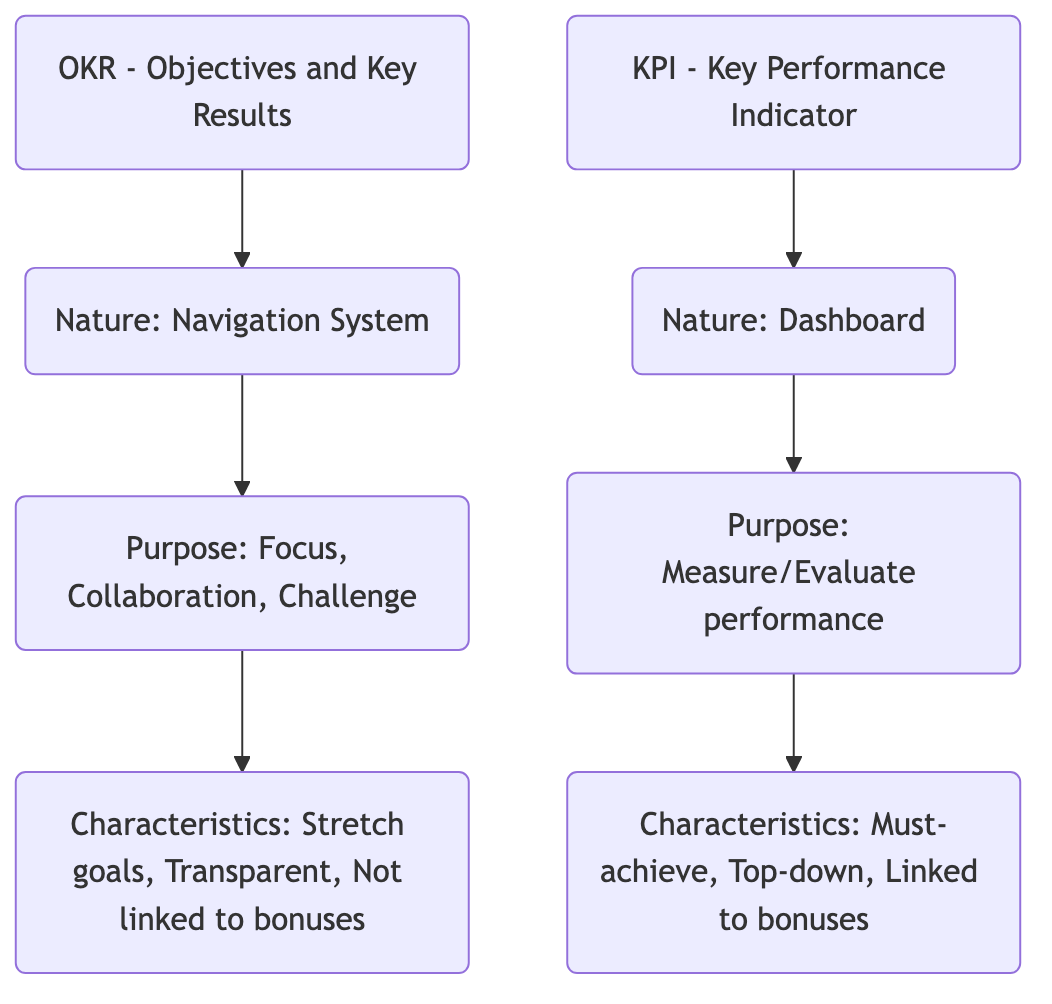 OKR - Objectives and Key
Results
KPI - Key Performance
Indicator
Nature: Navigation System
Nature: Dashboard
Purpose: Focus,
Collaboration, Challenge
Purpose:
Measure/Evaluate
performance
Characteristics: Stretch
goals, Transparent, Not
linked to bonuses
Characteristics: Must-
achieve, Top-down, Linked
to bonuses